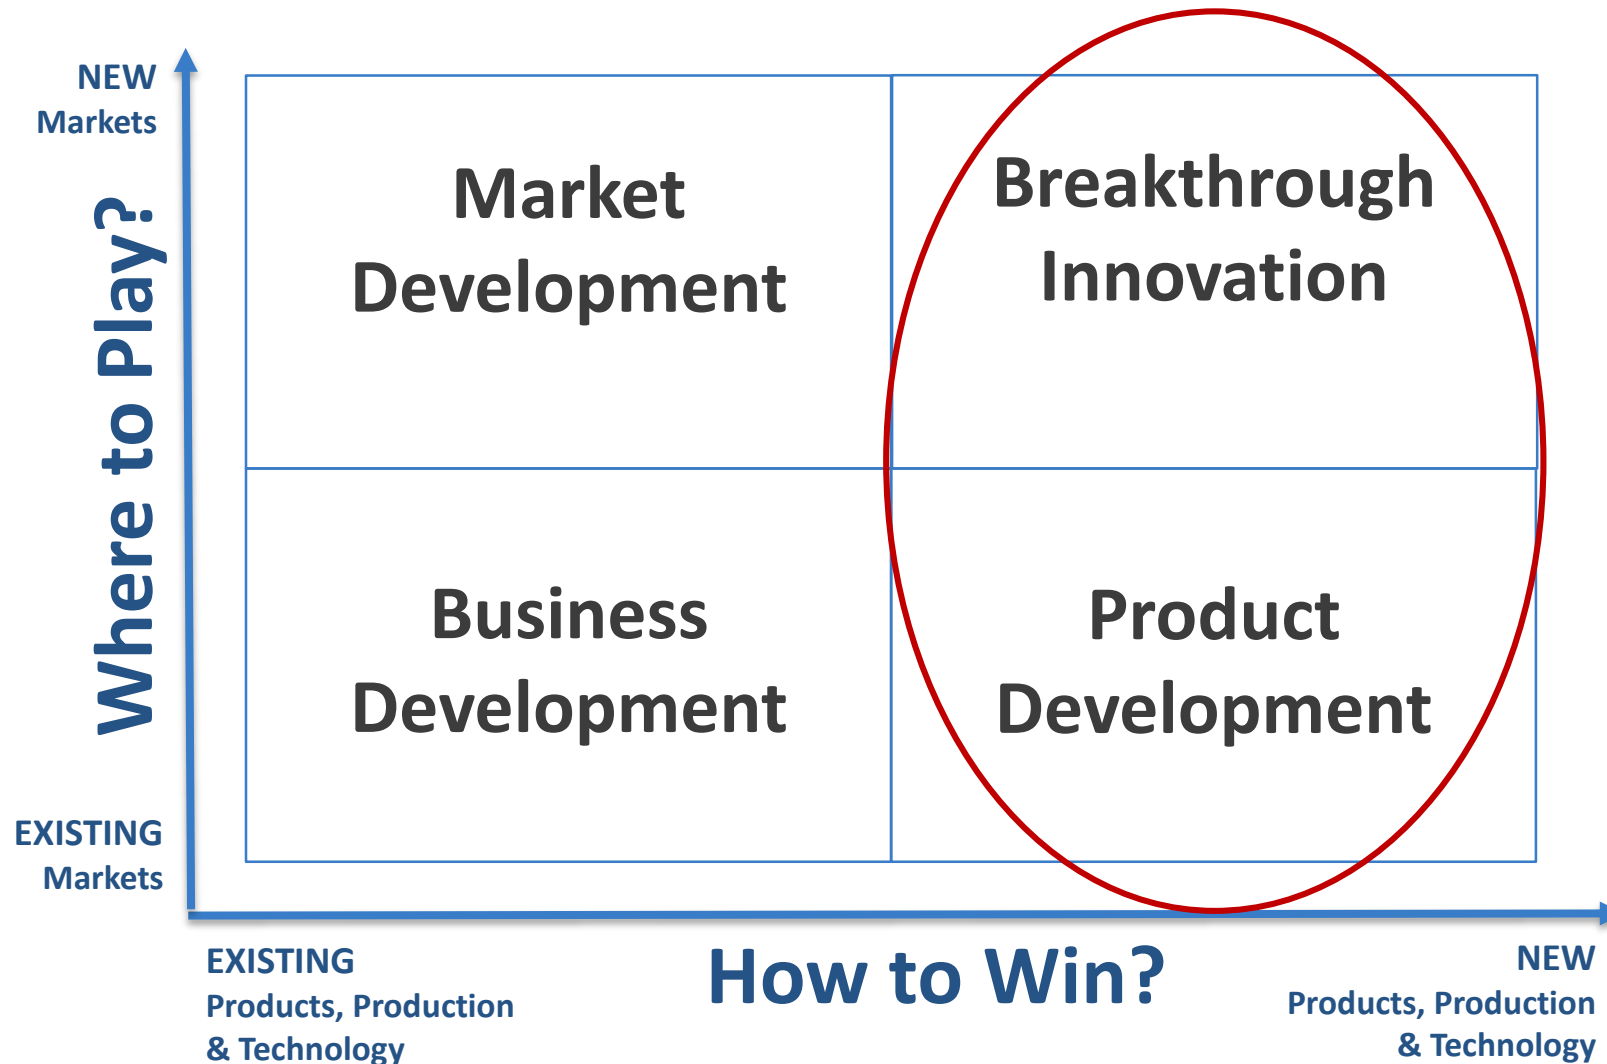 NEW
Markets
Where to Play?
EXISTING
Markets
Market
Development
Breakthrough
Innovation
Business
Development
Product
Development
EXISTING
Products, Production
& Technology
How to Win?
NEW
Products, Production
& Technology